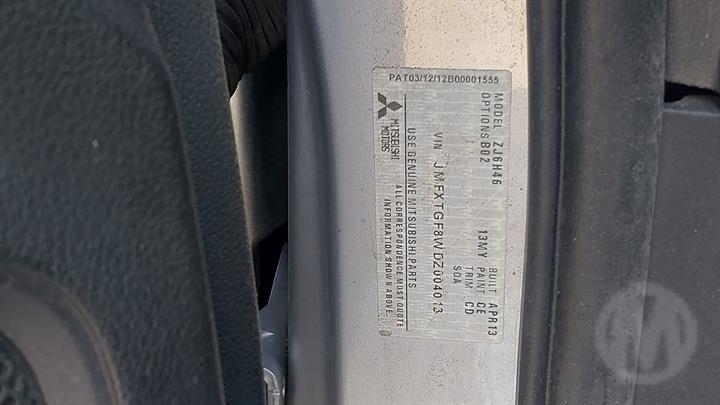 PAT03/12/12B00001555
MODEL ZJ6H46 BUILT APR13
OPTIONS B02 13MY PAINT CE
TRIM CD
SOA
VIN JMFXTGF8WDZ004013
USE GENUINE MITSUBISHI PARTS
ALL CORRESPONDENCE MUST QUOTE
INFORMATION SHOWN ABOVE.
MITSUBISHI
MOTORS
M